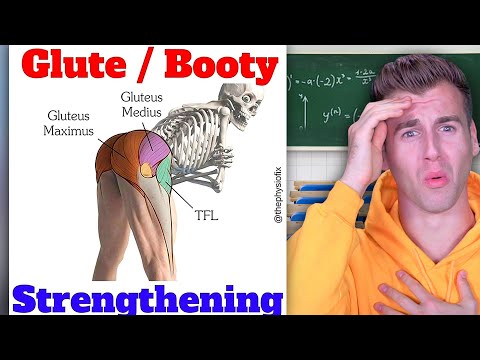 Glute / Booty
Gluteus
Medius
Gluteus
Maximus
TFL
@thephysiofix
Strengthening